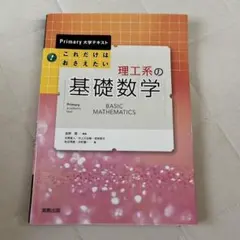 Primary 大学テキスト
これだけは
おさえたい
理工系の
基礎数学
Primary
BASIC
MATHEMATICS
実教出版